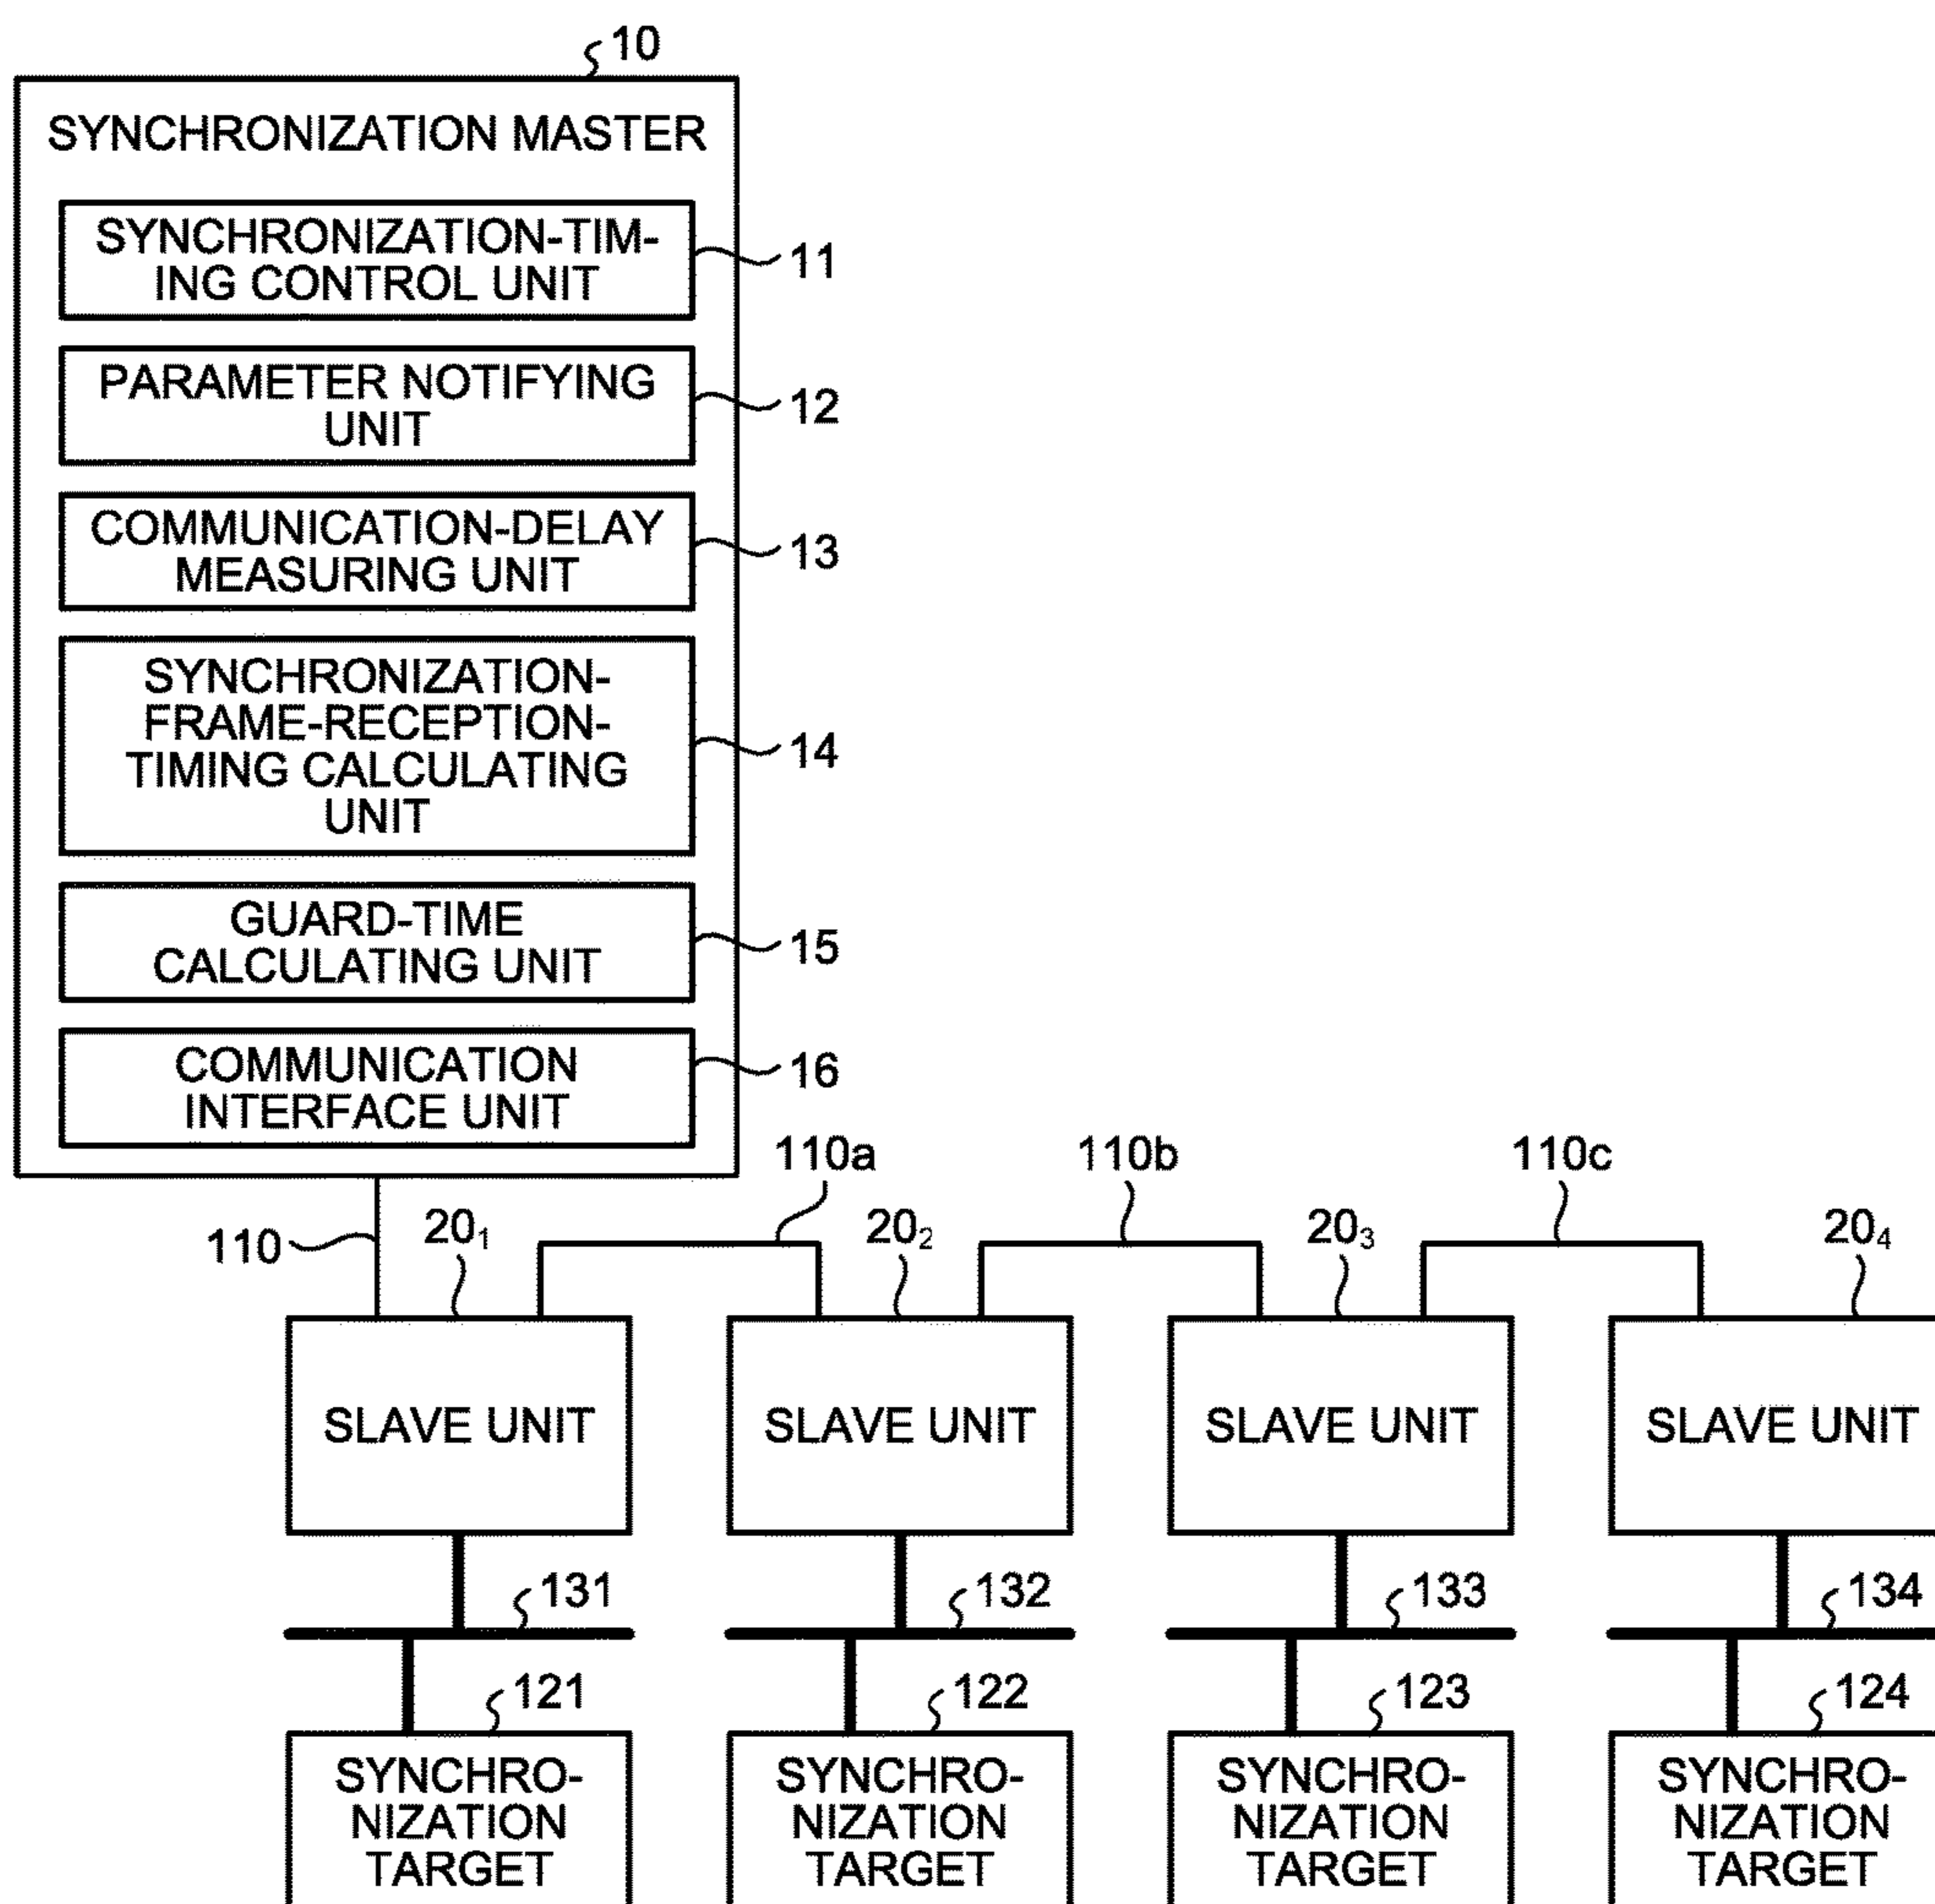 10
SYNCHRONIZATION MASTER
SYNCHRONIZATION-TIM-
ING CONTROL UNIT
11
PARAMETER NOTIFYING
UNIT
12
COMMUNICATION-DELAY
MEASURING UNIT
13
SYNCHRONIZATION-
FRAME-RECEPTION-
TIMING CALCULATING
UNIT
14
GUARD-TIME
CALCULATING UNIT
15
COMMUNICATION
INTERFACE UNIT
16
110a
110b
110c
110
20₁
20₂
20₃
20₄
SLAVE UNIT
SLAVE UNIT
SLAVE UNIT
SLAVE UNIT
131
132
133
134
121
122
123
124
SYNCHRO-
NIZATION
TARGET
SYNCHRO-
NIZATION
TARGET
SYNCHRO-
NIZATION
TARGET
SYNCHRO-
NIZATION
TARGET